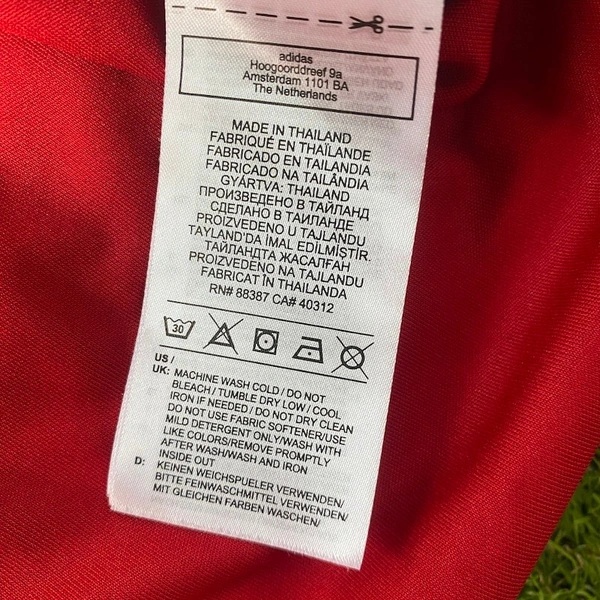 adidas
Hoogoorddreef 9a
Amsterdam 1101 BA
The Netherlands
MADE IN THAILAND
FABRIQUÉ EN THAÏLANDE
FABRICADO EN TAILANDIA
FABRICADO NA TAILÂNDIA
GYÁRTVA: THAILAND
ПРОИЗВЕДЕНО В ТАЙЛАНД
СДЕЛАНО В ТАИЛАНДЕ
PROIZVEDENO U TAJLANDU
TAYLAND'DA İMAL EDİLMİŞTİR.
ТАЙЛАНДТА ЖАСАЛҒАН
PROIZVEDENO NA TAJLANDU
FABRICAT ÎN THAILANDA
RN# 88387 CA# 40312
30
US /
UK: MACHINE WASH COLD / DO NOT
BLEACH / TUMBLE DRY LOW / COOL
IRON IF NEEDED / DO NOT DRY CLEAN
DO NOT USE FABRIC SOFTENER/USE
MILD DETERGENT ONLY/WASH WITH
LIKE COLORS/REMOVE PROMPTLY
AFTER WASH/WASH AND IRON
INSIDE OUT
D: KEINEN WEICHSPUELER VERWENDEN/
BITTE FEINWASCHMITTEL VERWENDEN/
MIT GLEICHEN FARBEN WASCHEN/